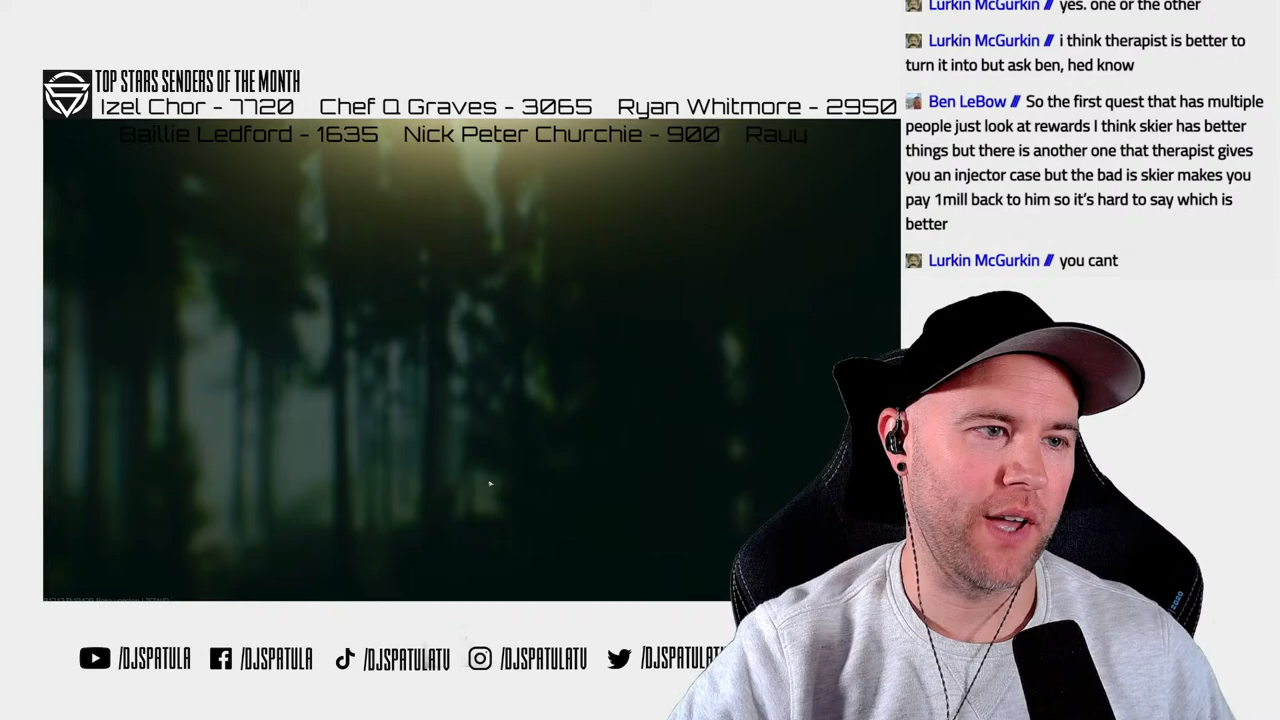 TOP STARS SENDERS OF THE MONTH
Izel Chor - 7720 Chef Q Graves - 3065 Ryan Whitmore - 2950
Baillie Ledford - 1635 Nick Peter Churchie - 900 Rayy
Lurkin McGurkin /// yes. one or the other
Lurkin McGurkin /// i think therapist is better to
turn it into but ask ben, hed know
Ben LeBow /// So the first quest that has multiple
people just look at rewards I think skier has better
things but there is another one that therapist gives
you an injector case but the bad is skier makes you
pay 1mill back to him so it's hard to say which is
better
Lurkin McGurkin /// you cant
2020
/DJSPATULA /DJSPATULA /DJSPATULATV /DJSPATULATV /DJSPATULAT